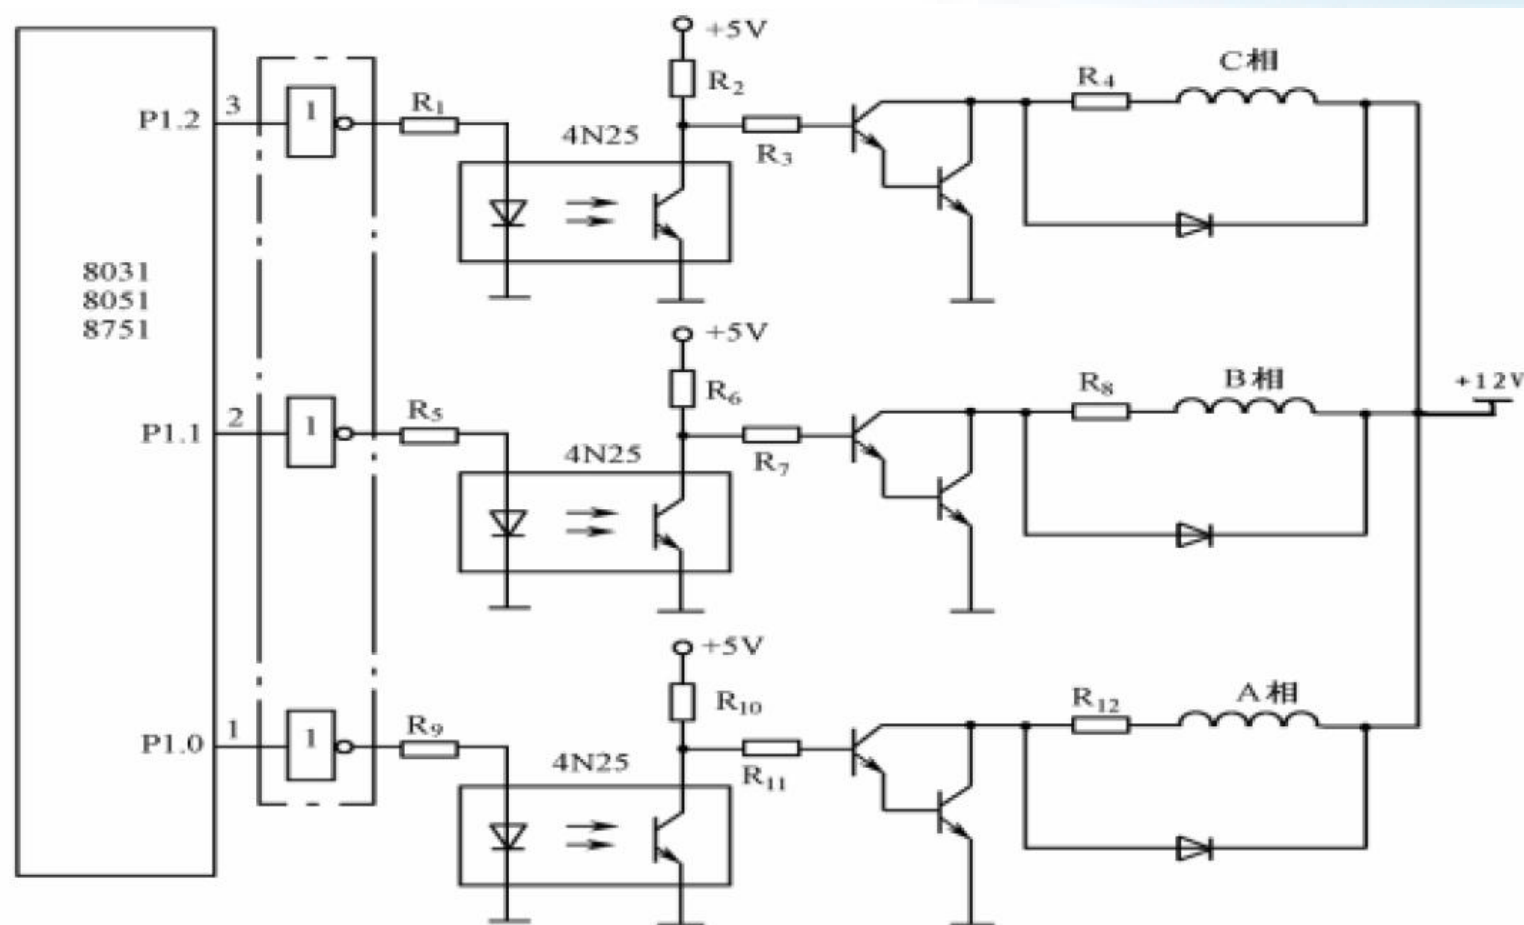 +5V
C相
R4
R2
3
R1
P1.2
1
4N25
R3
8031
8051
8751
+5V
B相
R8
+12V
R6
2
R5
P1.1
1
4N25
R7
+5V
A相
R12
R10
1
R9
P1.0
1
4N25
R11